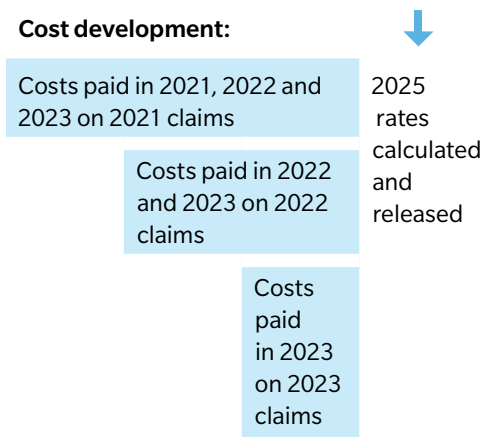 Cost development:
Costs paid in 2021, 2022 and
2023 on 2021 claims
Costs paid in 2022
and 2023 on 2022
claims
Costs
paid
in 2023
on 2023
claims
2025
rates
calculated
and
released